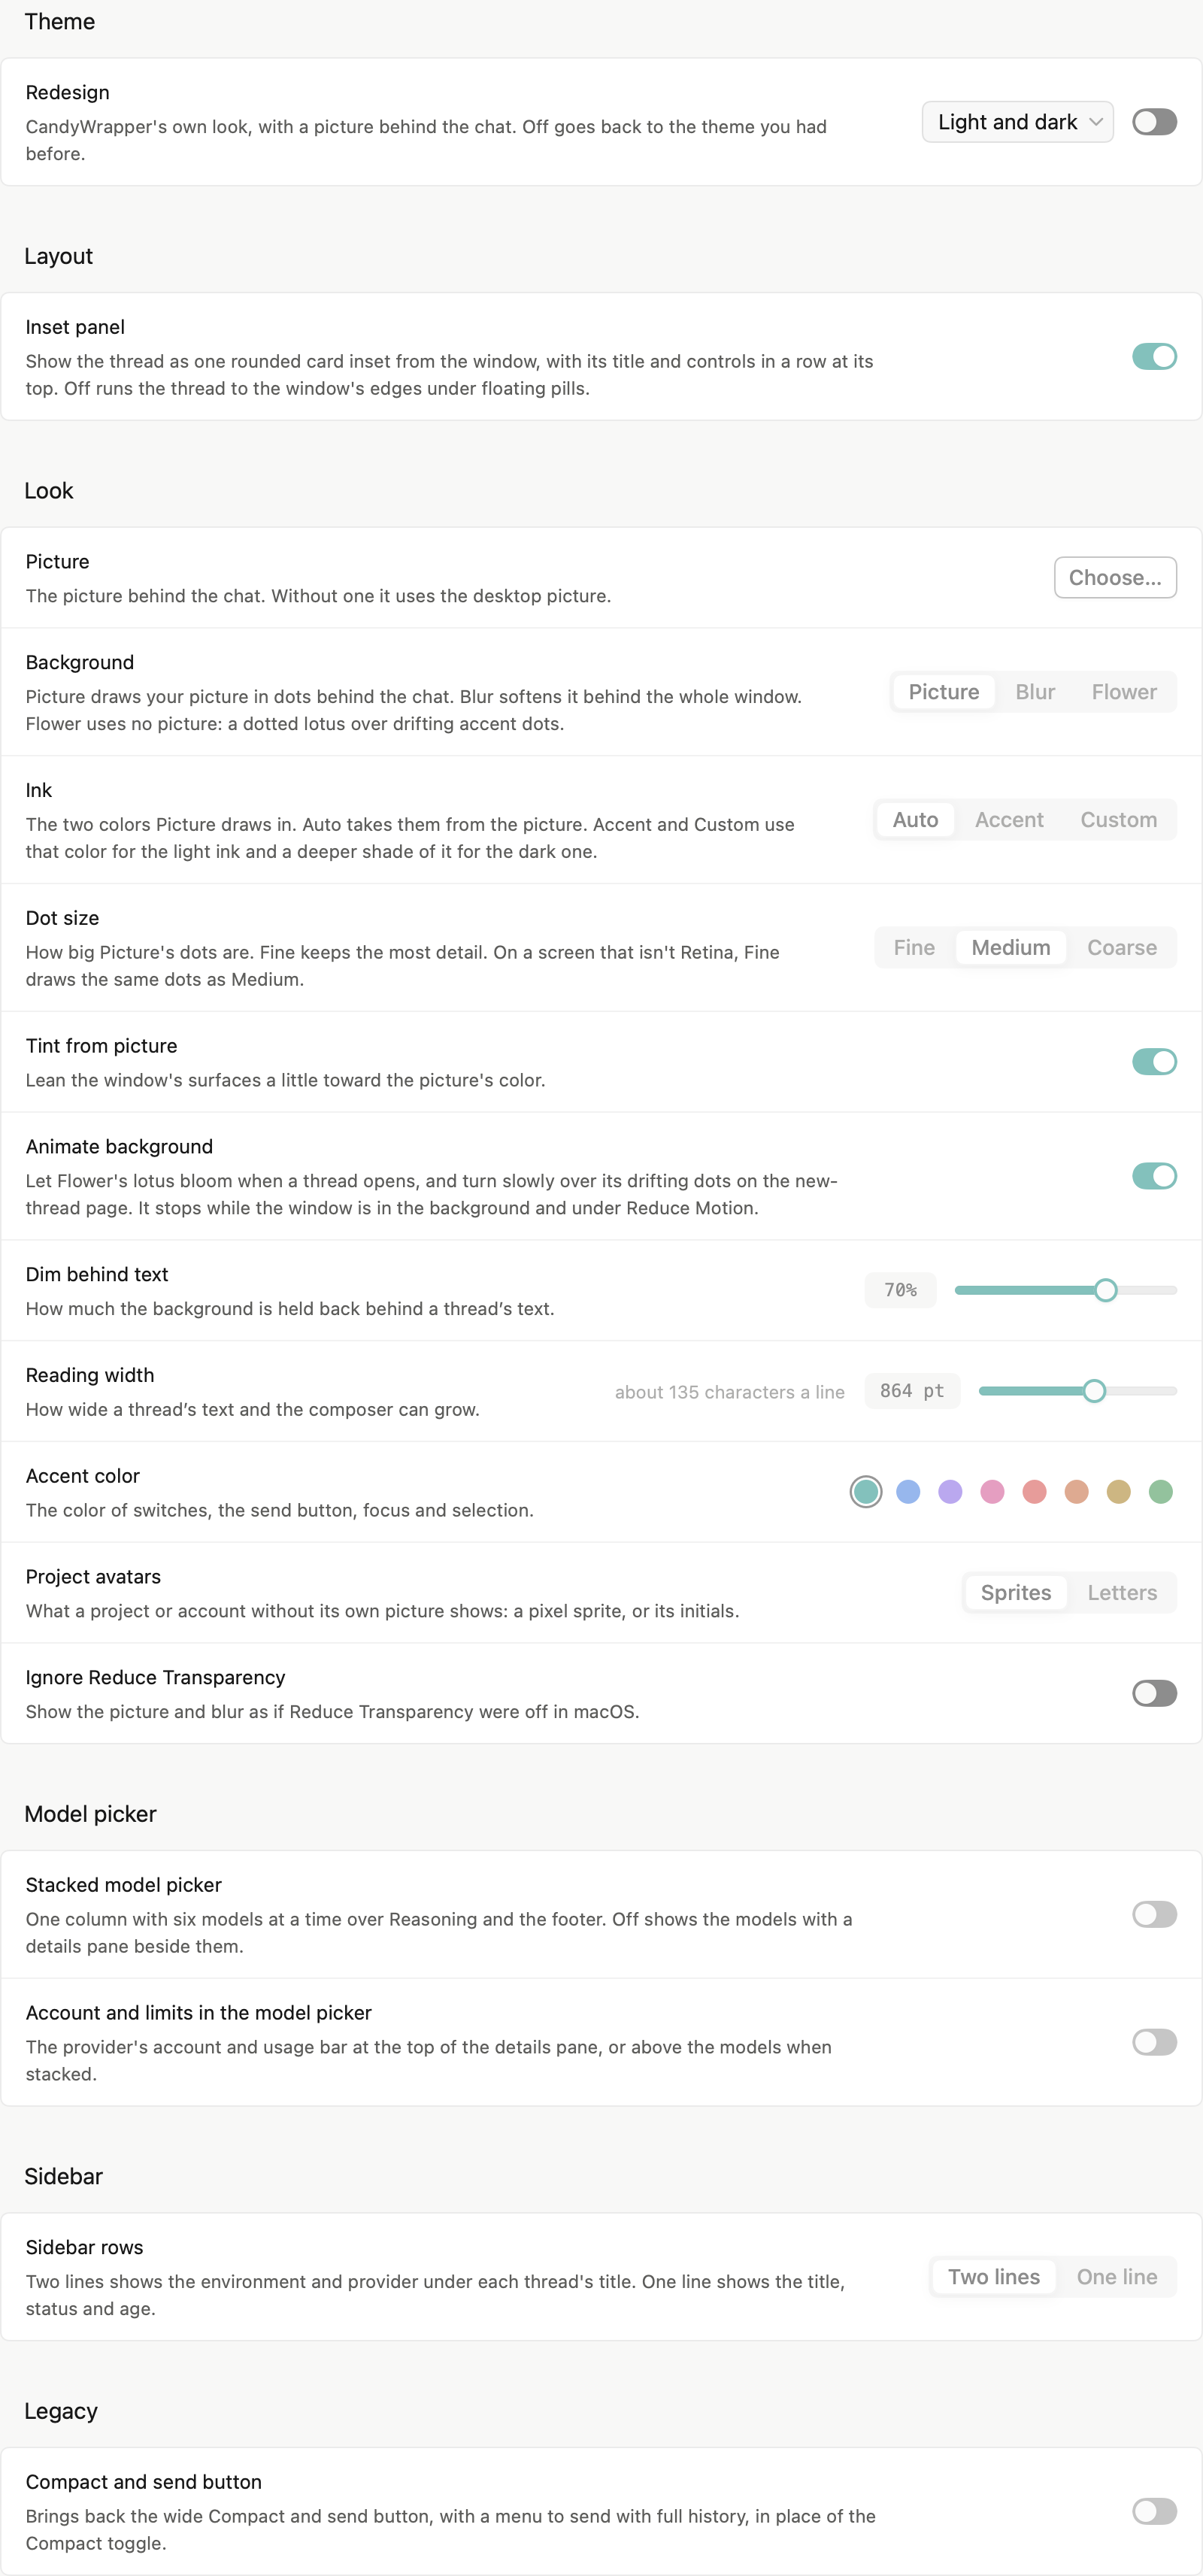 Theme
Redesign
CandyWrapper's own look, with a picture behind the chat. Off goes back to the theme you had
before.
Light and dark
Layout
Inset panel
Show the thread as one rounded card inset from the window, with its title and controls in a row at its
top. Off runs the thread to the window's edges under floating pills.
Look
Picture
The picture behind the chat. Without one it uses the desktop picture.
Choose...
Background
Picture draws your picture in dots behind the chat. Blur softens it behind the whole window.
Flower uses no picture: a dotted lotus over drifting accent dots.
Picture Blur Flower
Ink
The two colors Picture draws in. Auto takes them from the picture. Accent and Custom use
that color for the light ink and a deeper shade of it for the dark one.
Auto Accent Custom
Dot size
How big Picture's dots are. Fine keeps the most detail. On a screen that isn't Retina, Fine
draws the same dots as Medium.
Fine Medium Coarse
Tint from picture
Lean the window's surfaces a little toward the picture's color.
Animate background
Let Flower's lotus bloom when a thread opens, and turn slowly over its drifting dots on the new-
thread page. It stops while the window is in the background and under Reduce Motion.
Dim behind text
How much the background is held back behind a thread’s text.
70%
Reading width
How wide a thread’s text and the composer can grow.
about 135 characters a line 864 pt
Accent color
The color of switches, the send button, focus and selection.
Project avatars
What a project or account without its own picture shows: a pixel sprite, or its initials.
Sprites Letters
Ignore Reduce Transparency
Show the picture and blur as if Reduce Transparency were off in macOS.
Model picker
Stacked model picker
One column with six models at a time over Reasoning and the footer. Off shows the models with a
details pane beside them.
Account and limits in the model picker
The provider's account and usage bar at the top of the details pane, or above the models when
stacked.
Sidebar
Sidebar rows
Two lines shows the environment and provider under each thread's title. One line shows the title,
status and age.
Two lines One line
Legacy
Compact and send button
Brings back the wide Compact and send button, with a menu to send with full history, in place of the
Compact toggle.